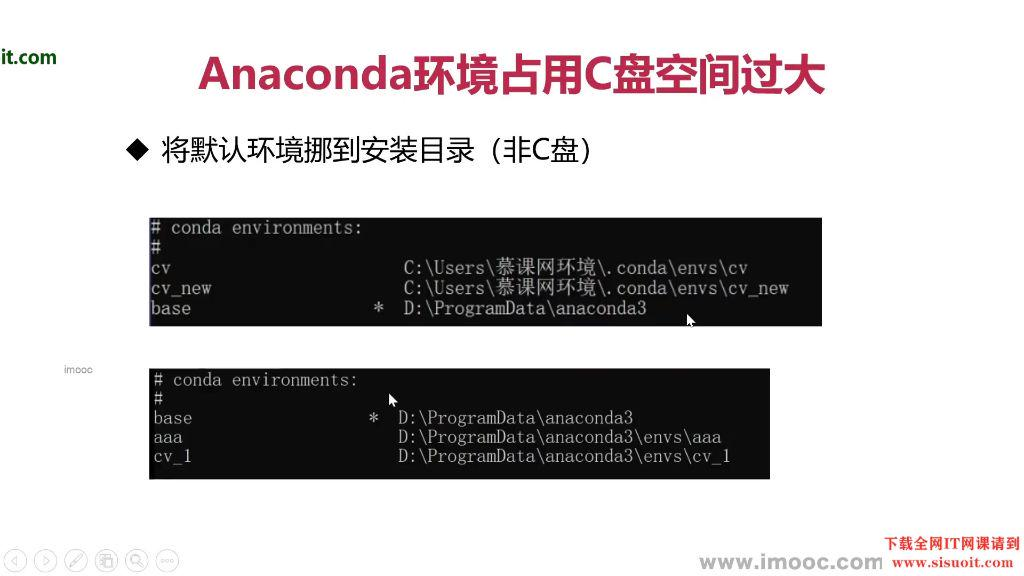 it.com
Anaconda环境占用C盘空间过大
◆ 将默认环境挪到安装目录（非C盘）
# conda environments:
#
cv C:\Users\慕课网环境\.conda\envs\cv
cv_new C:\Users\慕课网环境\.conda\envs\cv_new
base * D:\ProgramData\anaconda3
imooc
# conda environments:
#
base * D:\ProgramData\anaconda3
aaa D:\ProgramData\anaconda3\envs\aaa
cv_1 D:\ProgramData\anaconda3\envs\cv_1
下载全网IT网课请到
www.imooc.com
www.sisuoit.com